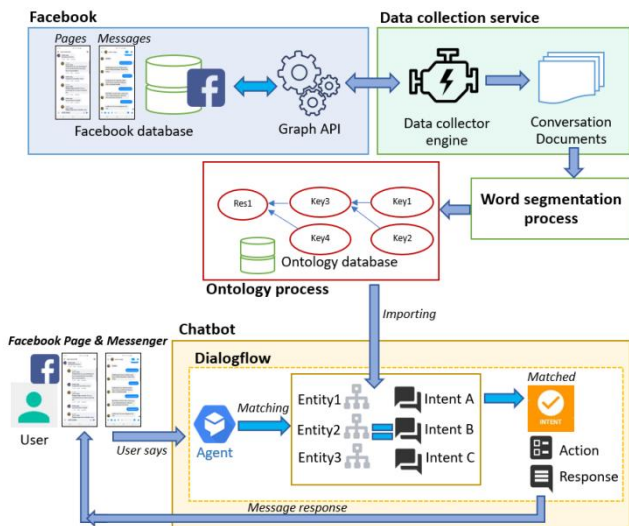 Facebook
Pages
Messages
Facebook database
Graph API
Data collection service
Data collector
engine
Conversation
Documents
Word segmentation
process
Res1
Key3
Key1
Key4
Key2
Ontology database
Ontology process
Importing
Chatbot
Facebook Page & Messenger
User
User says
Dialogflow
Agent
Matching
Entity1
Intent A
Entity2
Intent B
Entity3
Intent C
Matched
INTENT
Action
Response
Message response